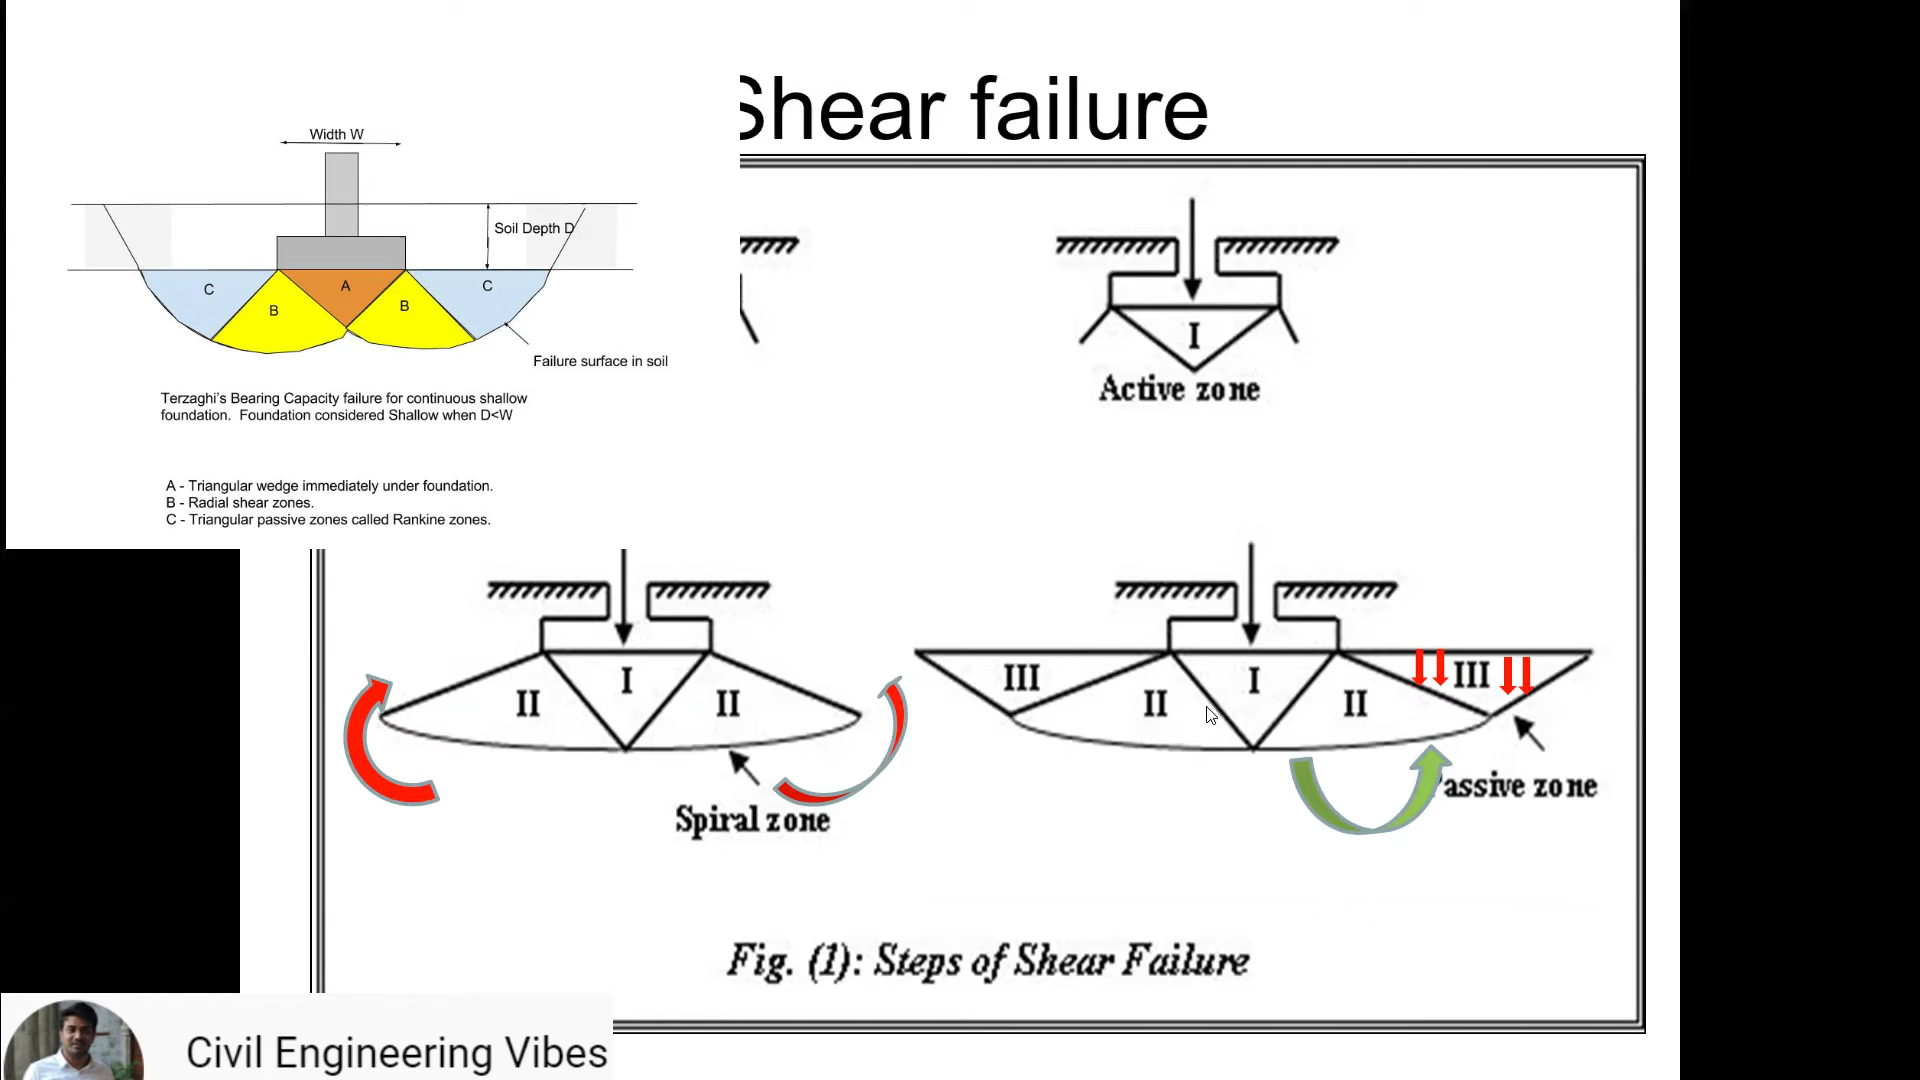 Shear failure
Width W
Soil Depth D
A
B
B
C
C
Failure surface in soil
Terzaghi's Bearing Capacity failure for continuous shallow
foundation. Foundation considered Shallow when D<W
A - Triangular wedge immediately under foundation.
B - Radial shear zones.
C - Triangular passive zones called Rankine zones.
I
Active zone
I
II
II
Spiral zone
III
II
I
II
III
assive zone
Fig. (1): Steps of Shear Failure
Civil Engineering Vibes